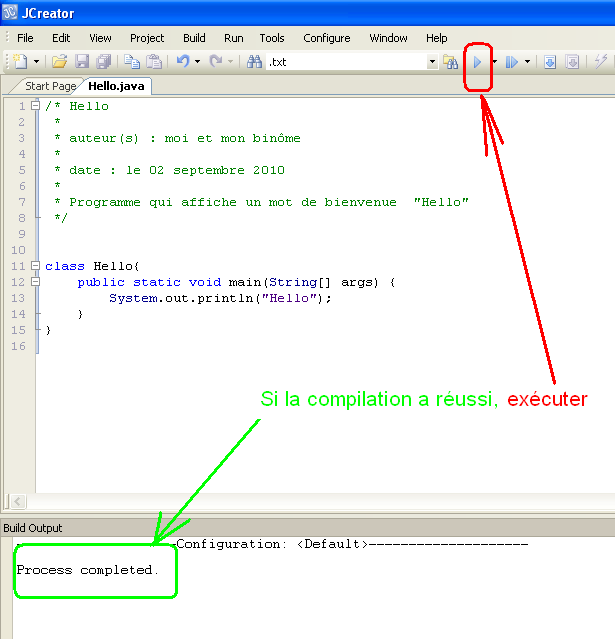 JCreator
File Edit View Project Build Run Tools Configure Window Help
.txt
Start Page Hello.java
1 /* Hello
2 *
3 * auteur(s) : moi et mon binôme
4 *
5 * date : le 02 septembre 2010
6 *
7 * Programme qui affiche un mot de bienvenue "Hello"
8 */
9
10
11 class Hello{
12 public static void main(String[] args) {
13 System.out.println("Hello");
14 }
15 }
16
Si la compilation a réussi, exécuter
Build Output
-Configuration: <Default>--------------------
Process completed.